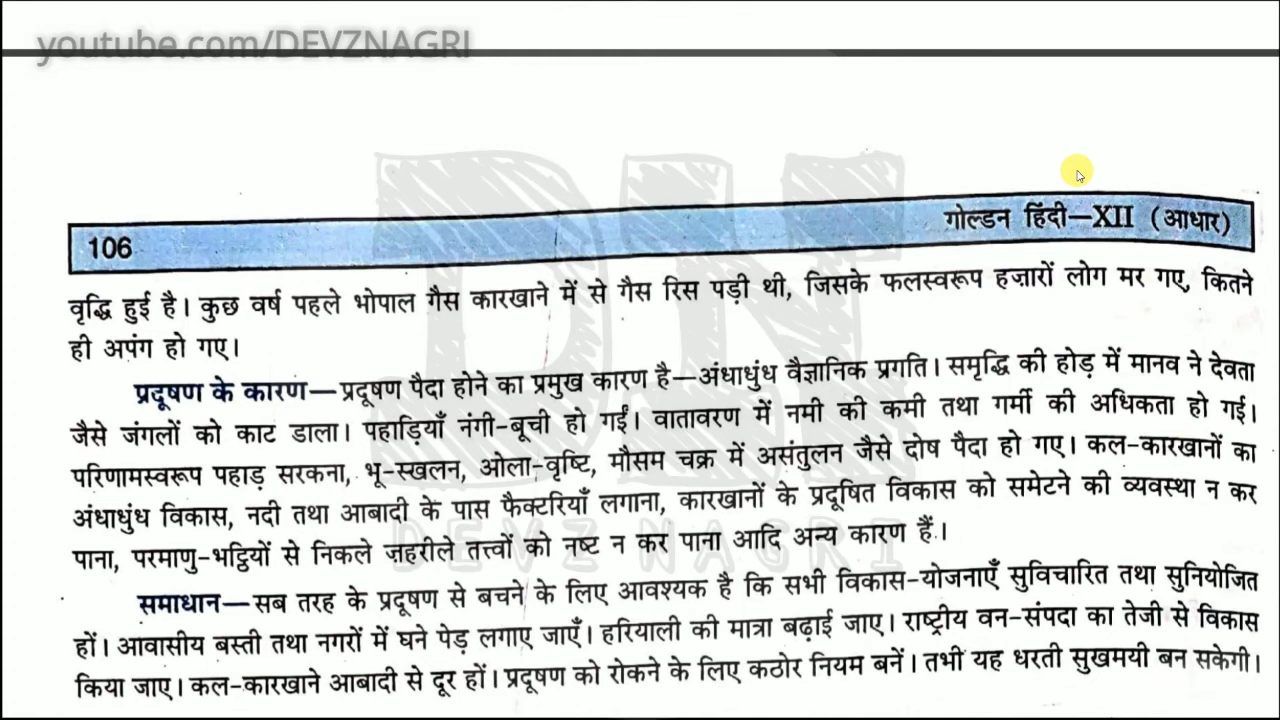 youtube.com/DEVZNAGRI
106 गोल्डन हिंदी—XII (आधार)
वृद्धि हुई है। कुछ वर्ष पहले भोपाल गैस कारखाने में से गैस रिस पड़ी थी, जिसके फलस्वरूप हज़ारों लोग मर गए, कितने
ही अपंग हो गए।
प्रदूषण के कारण—प्रदूषण पैदा होने का प्रमुख कारण है—अंधाधुंध वैज्ञानिक प्रगति। समृद्धि की होड़ में मानव ने देवता
जैसे जंगलों को काट डाला। पहाड़ियाँ नंगी-बूची हो गईं। वातावरण में नमी की कमी तथा गर्मी की अधिकता हो गई।
परिणामस्वरूप पहाड़ सरकना, भू-स्खलन, ओला-वृष्टि, मौसम चक्र में असंतुलन जैसे दोष पैदा हो गए। कल-कारखानों का
अंधाधुंध विकास, नदी तथा आबादी के पास फैक्टरियाँ लगाना, कारखानों के प्रदूषित विकास को समेटने की व्यवस्था न कर
पाना, परमाणु-भट्ठियों से निकले ज़हरीले तत्त्वों को नष्ट न कर पाना आदि अन्य कारण हैं।
समाधान—सब तरह के प्रदूषण से बचने के लिए आवश्यक है कि सभी विकास-योजनाएँ सुविचारित तथा सुनियोजित
हों। आवासीय बस्ती तथा नगरों में घने पेड़ लगाए जाएँ। हरियाली की मात्रा बढ़ाई जाए। राष्ट्रीय वन-संपदा का तेजी से विकास
किया जाए। कल-कारखाने आबादी से दूर हों। प्रदूषण को रोकने के लिए कठोर नियम बनें। तभी यह धरती सुखमयी बन सकेगी।
DN
DEVZ NAGRI